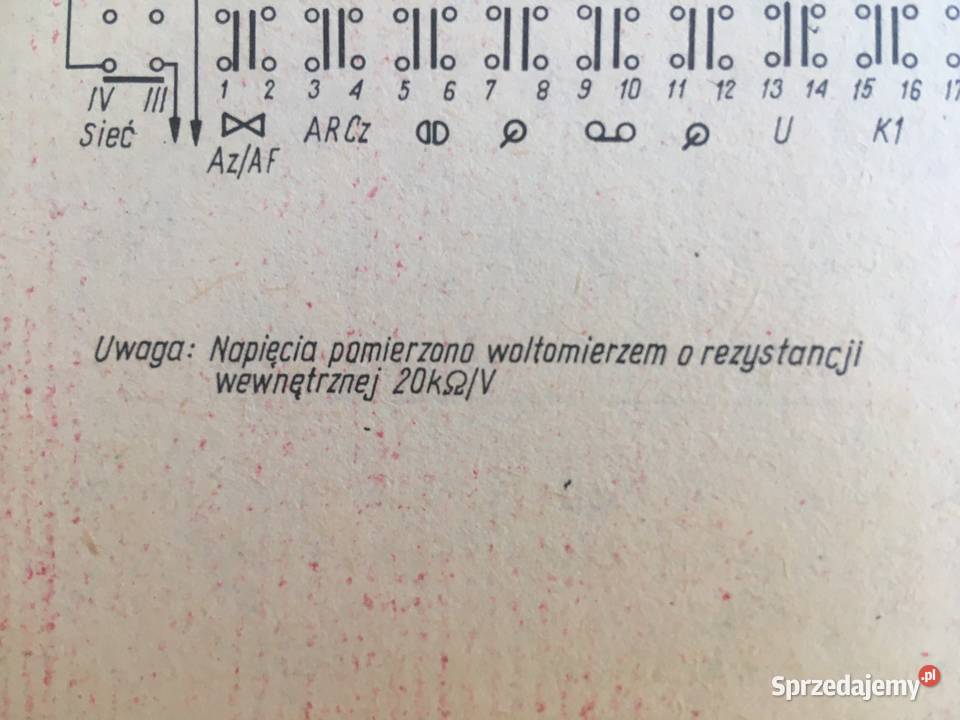 1 2 3 4 5 6 7 8 9 10 11 12 13 14 15 16 17
IV III
Sieć
Az/AF
ARCz
U
K1
Uwaga: Napięcia pomierzono woltomierzem o rezystancji
wewnętrznej 20kΩ/V
Sprzedajemy.pl